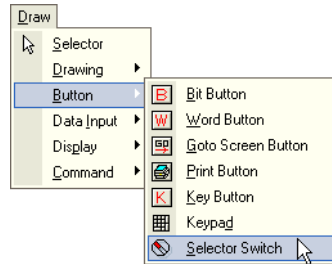 Draw
Selector
Drawing
Button
Data Input
Display
Command
B Bit Button
W Word Button
GO Goto Screen Button
Print Button
K Key Button
Keypad
Selector Switch